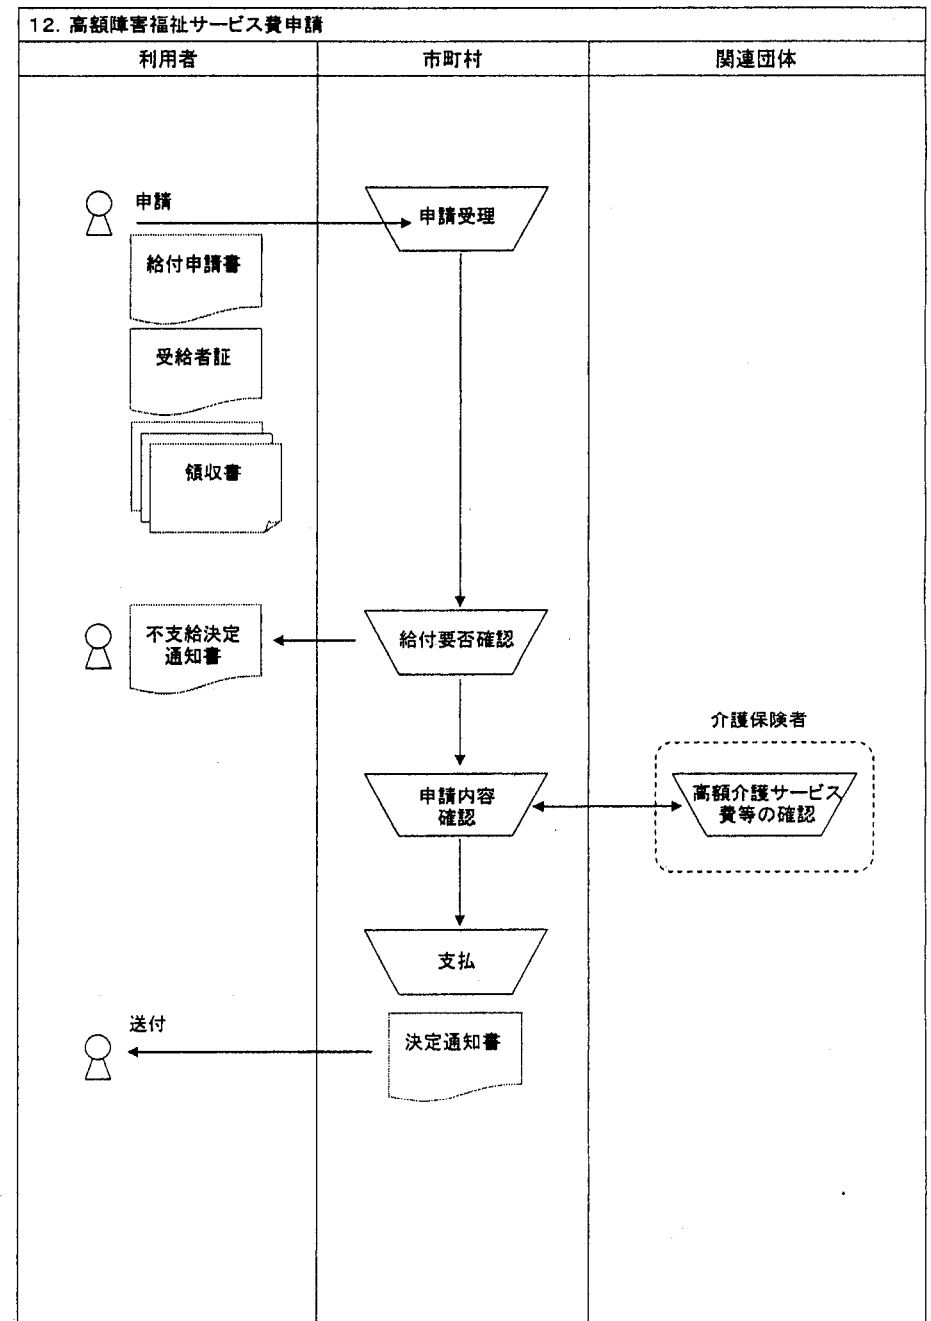 12．高額障害福祉サービス費申請
利用者
市町村
関連団体
申請
申請受理
給付申請書
受給者証
領収書
不支給決定
通知書
給付要否確認
介護保険者
申請内容
確認
高額介護サービス
費等の確認
支払
送付
決定通知書